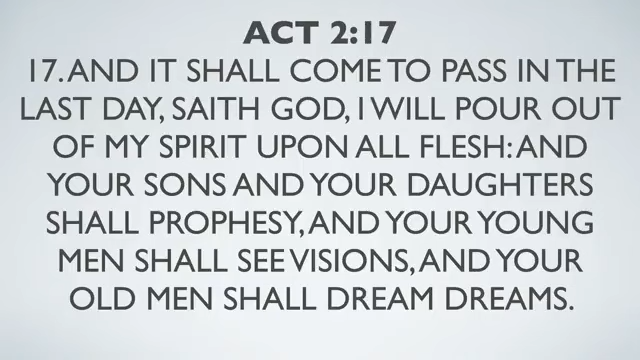 ACT 2:17
17. AND IT SHALL COME TO PASS IN THE
LAST DAY, SAITH GOD, I WILL POUR OUT
OF MY SPIRIT UPON ALL FLESH: AND
YOUR SONS AND YOUR DAUGHTERS
SHALL PROPHESY, AND YOUR YOUNG
MEN SHALL SEE VISIONS, AND YOUR
OLD MEN SHALL DREAM DREAMS.